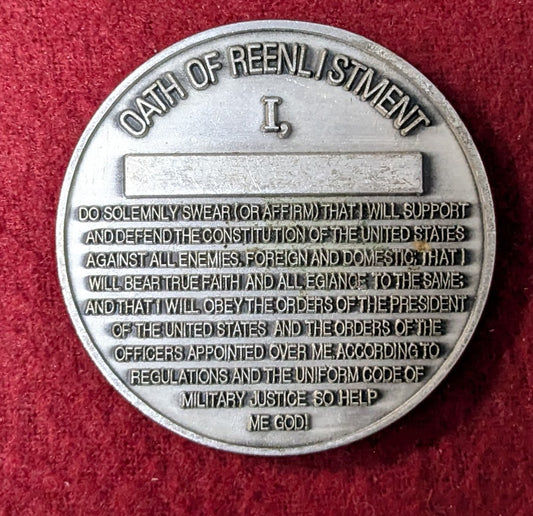 OATH OF REENLISTMENT
I,
DO SOLEMNLY SWEAR (OR AFFIRM) THAT I WILL SUPPORT
AND DEFEND THE CONSTITUTION OF THE UNITED STATES
AGAINST ALL ENEMIES, FOREIGN AND DOMESTIC; THAT I
WILL BEAR TRUE FAITH AND ALLEGIANCE TO THE SAME;
AND THAT I WILL OBEY THE ORDERS OF THE PRESIDENT
OF THE UNITED STATES AND THE ORDERS OF THE
OFFICERS APPOINTED OVER ME, ACCORDING TO
REGULATIONS AND THE UNIFORM CODE OF
MILITARY JUSTICE SO HELP
ME GOD!